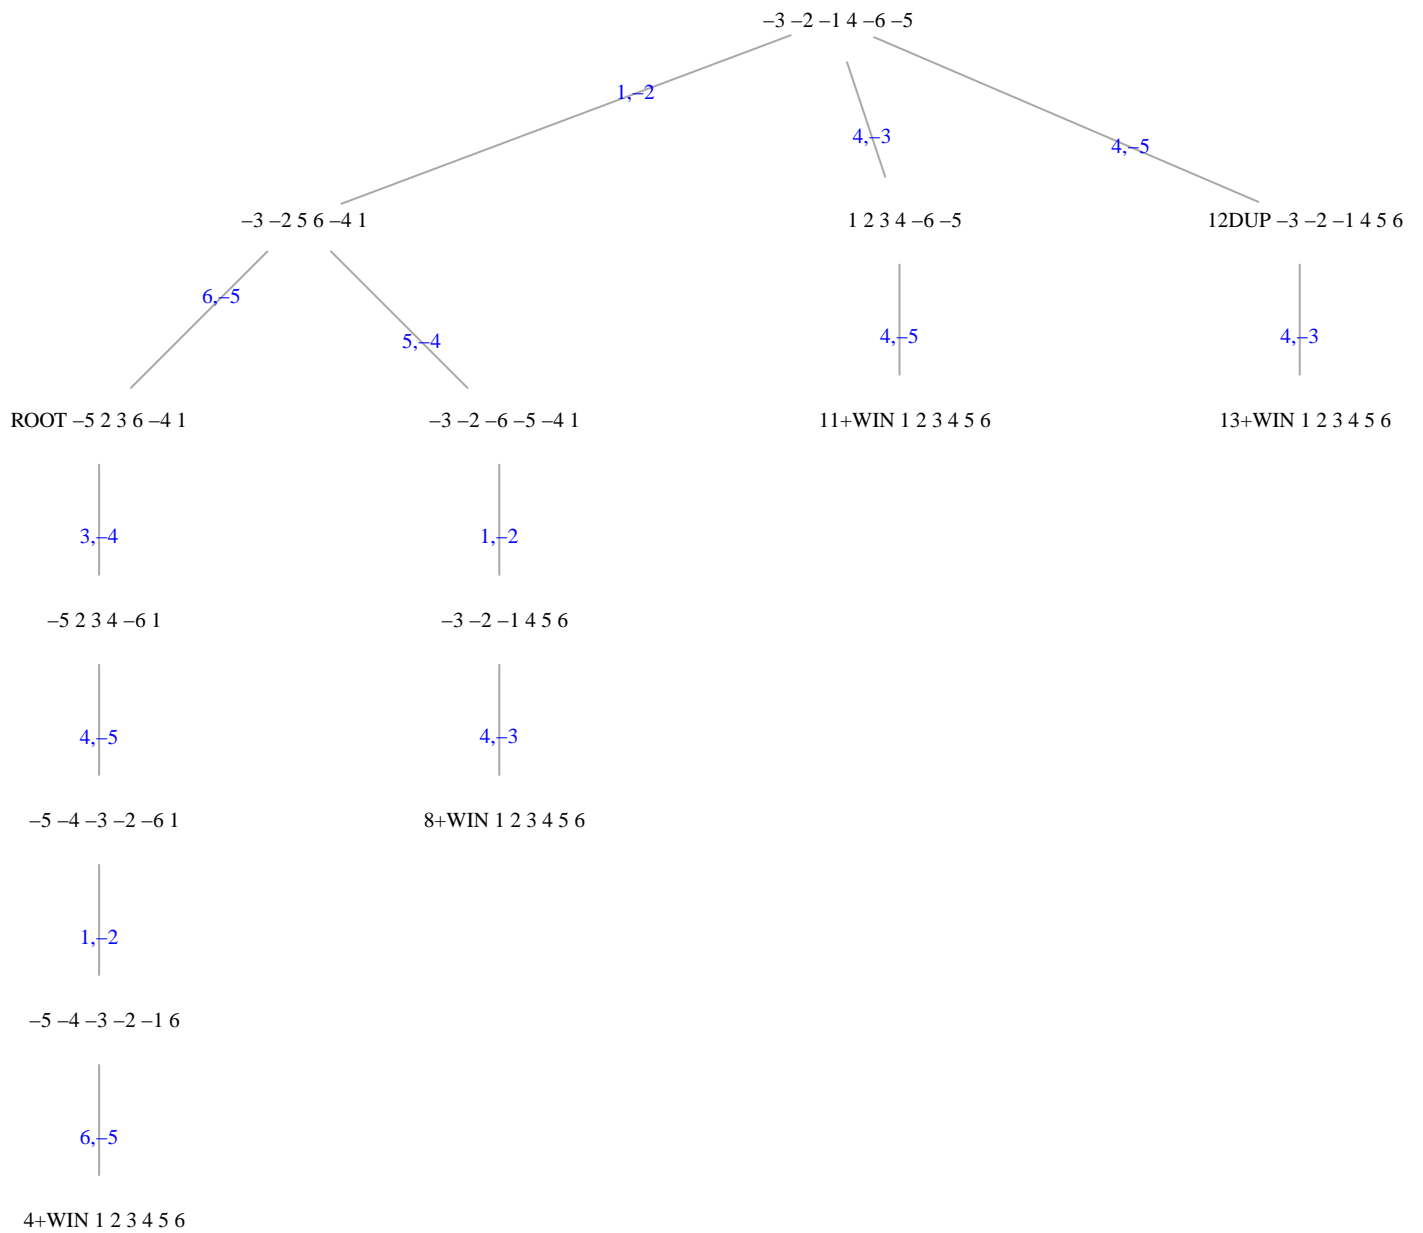 −3 −2 −1 4 −6 −5
1,−2
4,−3
4,−5
−3 −2 5 6 −4 1
1 2 3 4 −6 −5
12DUP −3 −2 −1 4 5 6
6,−5
5,−4
4,−5
4,−3
ROOT −5 2 3 6 −4 1
−3 −2 −6 −5 −4 1
11+WIN 1 2 3 4 5 6
13+WIN 1 2 3 4 5 6
3,−4
1,−2
−5 2 3 4 −6 1
−3 −2 −1 4 5 6
4,−5
4,−3
−5 −4 −3 −2 −6 1
8+WIN 1 2 3 4 5 6
1,−2
−5 −4 −3 −2 −1 6
6,−5
4+WIN 1 2 3 4 5 6